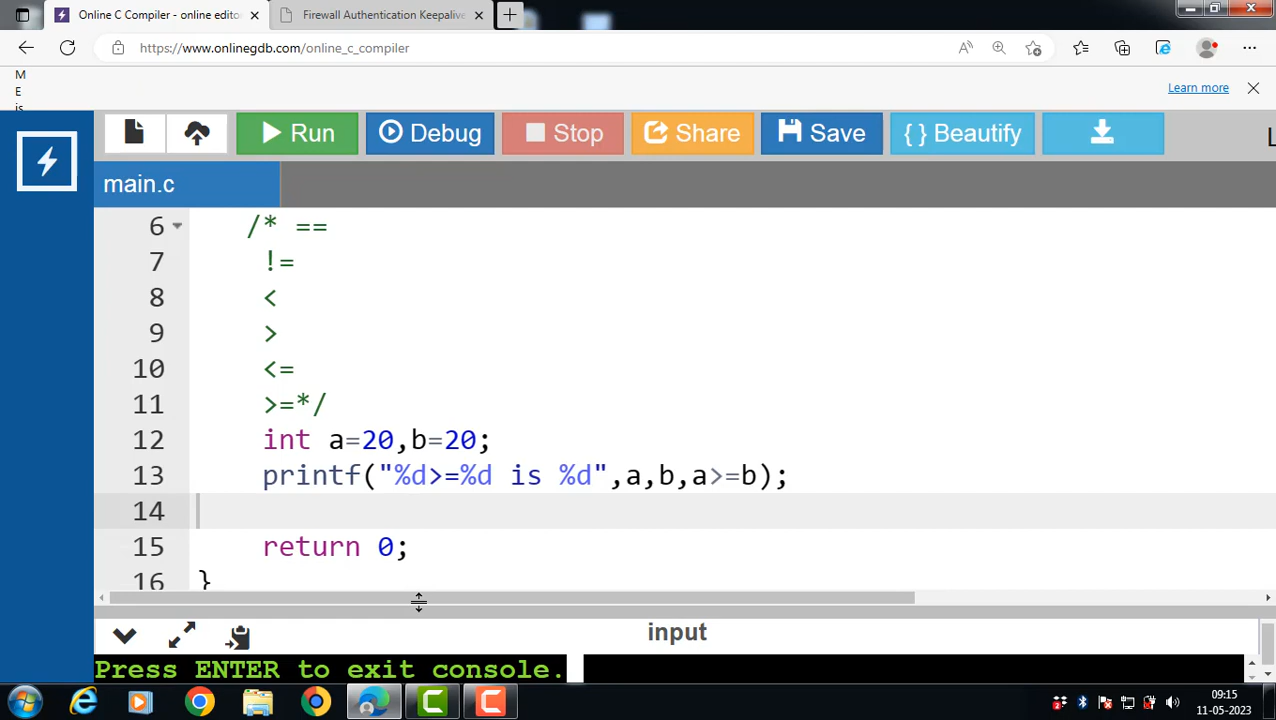 Online C Compiler - online edito
Firewall Authentication Keepalive
https://www.onlinegdb.com/online_c_compiler
M
E
is
Learn more
Run
Debug
Stop
Share
Save
{ } Beautify
L
main.c
6 /* ==
7 !=
8 <
9 >
10 <=
11 >=*/
12 int a=20,b=20;
13 printf("%d>=%d is %d",a,b,a>=b);
14
15 return 0;
16 }
input
Press ENTER to exit console.
09:15
11-05-2023